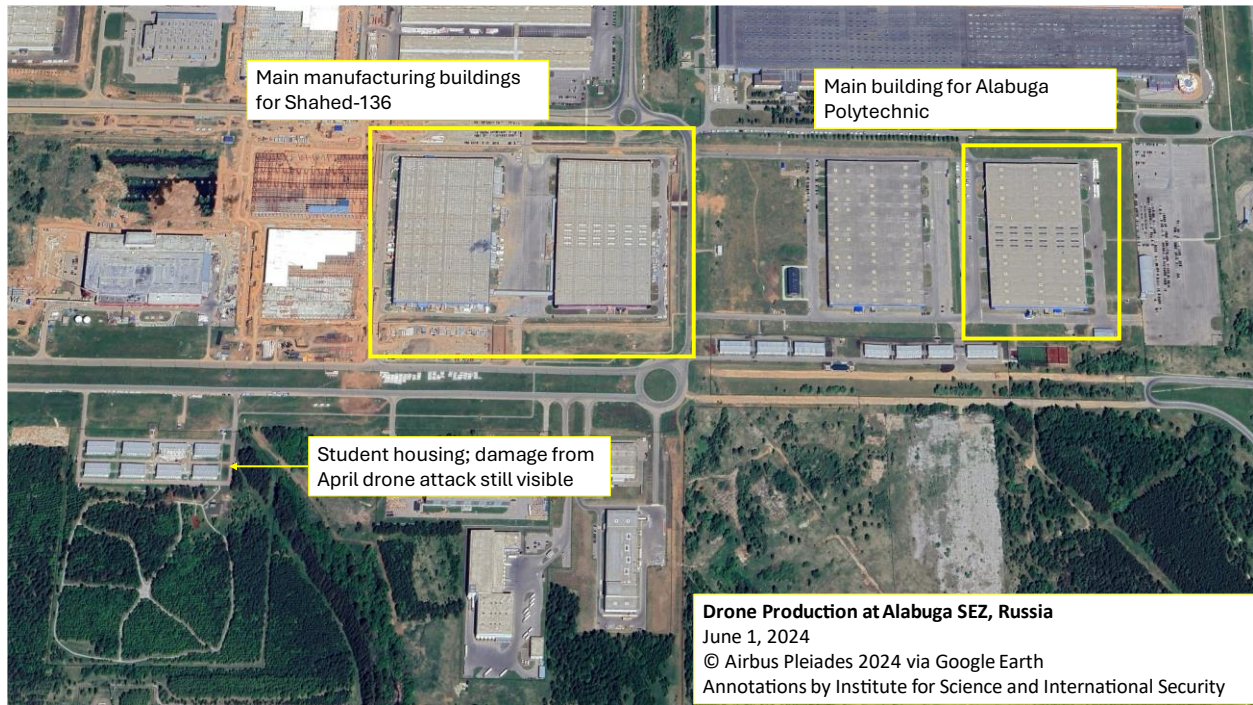 Main manufacturing buildings
for Shahed-136
Main building for Alabuga
Polytechnic
Student housing; damage from
April drone attack still visible
Drone Production at Alabuga SEZ, Russia
June 1, 2024
© Airbus Pleiades 2024 via Google Earth
Annotations by Institute for Science and International Security